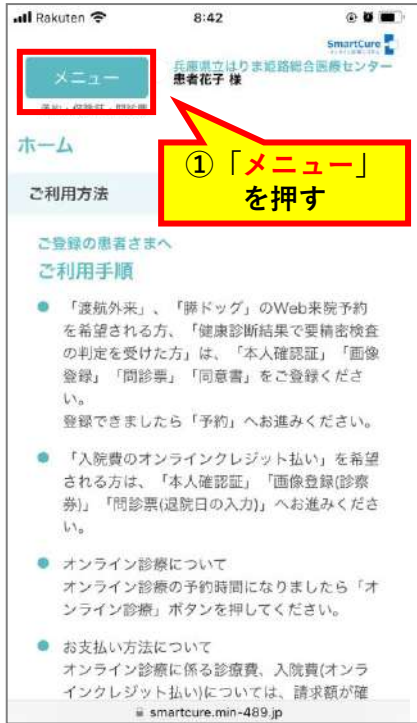 Rakuten 8:42
SmartCure
メニュー
兵庫県立はりま姫路総合医療センター
患者花子 様
ホーム
①「メニュー」
を押す
ご利用方法
ご登録の患者さまへ
ご利用手順
● 「渡航外来」、「膵ドッグ」のWeb来院予約
を希望される方、「健康診断結果で要精密検査
の判定を受けた方」は、「本人確認証」「画像
登録」「問診票」「同意書」をご登録くださ
い。
登録できましたら「予約」へお進みください。
● 「入院費のオンラインクレジット払い」を希望
される方は、「本人確認証」「画像登録(診察
券)」「問診票(退院日の入力)」へお進みくださ
い。
● オンライン診療について
オンライン診療の予約時間になりましたら「オ
ンライン診療」ボタンを押してください。
● お支払い方法について
オンライン診療に係る診療費、入院費(オンラ
インクレジット払い)については、請求額が確
smartcure.min-489.jp